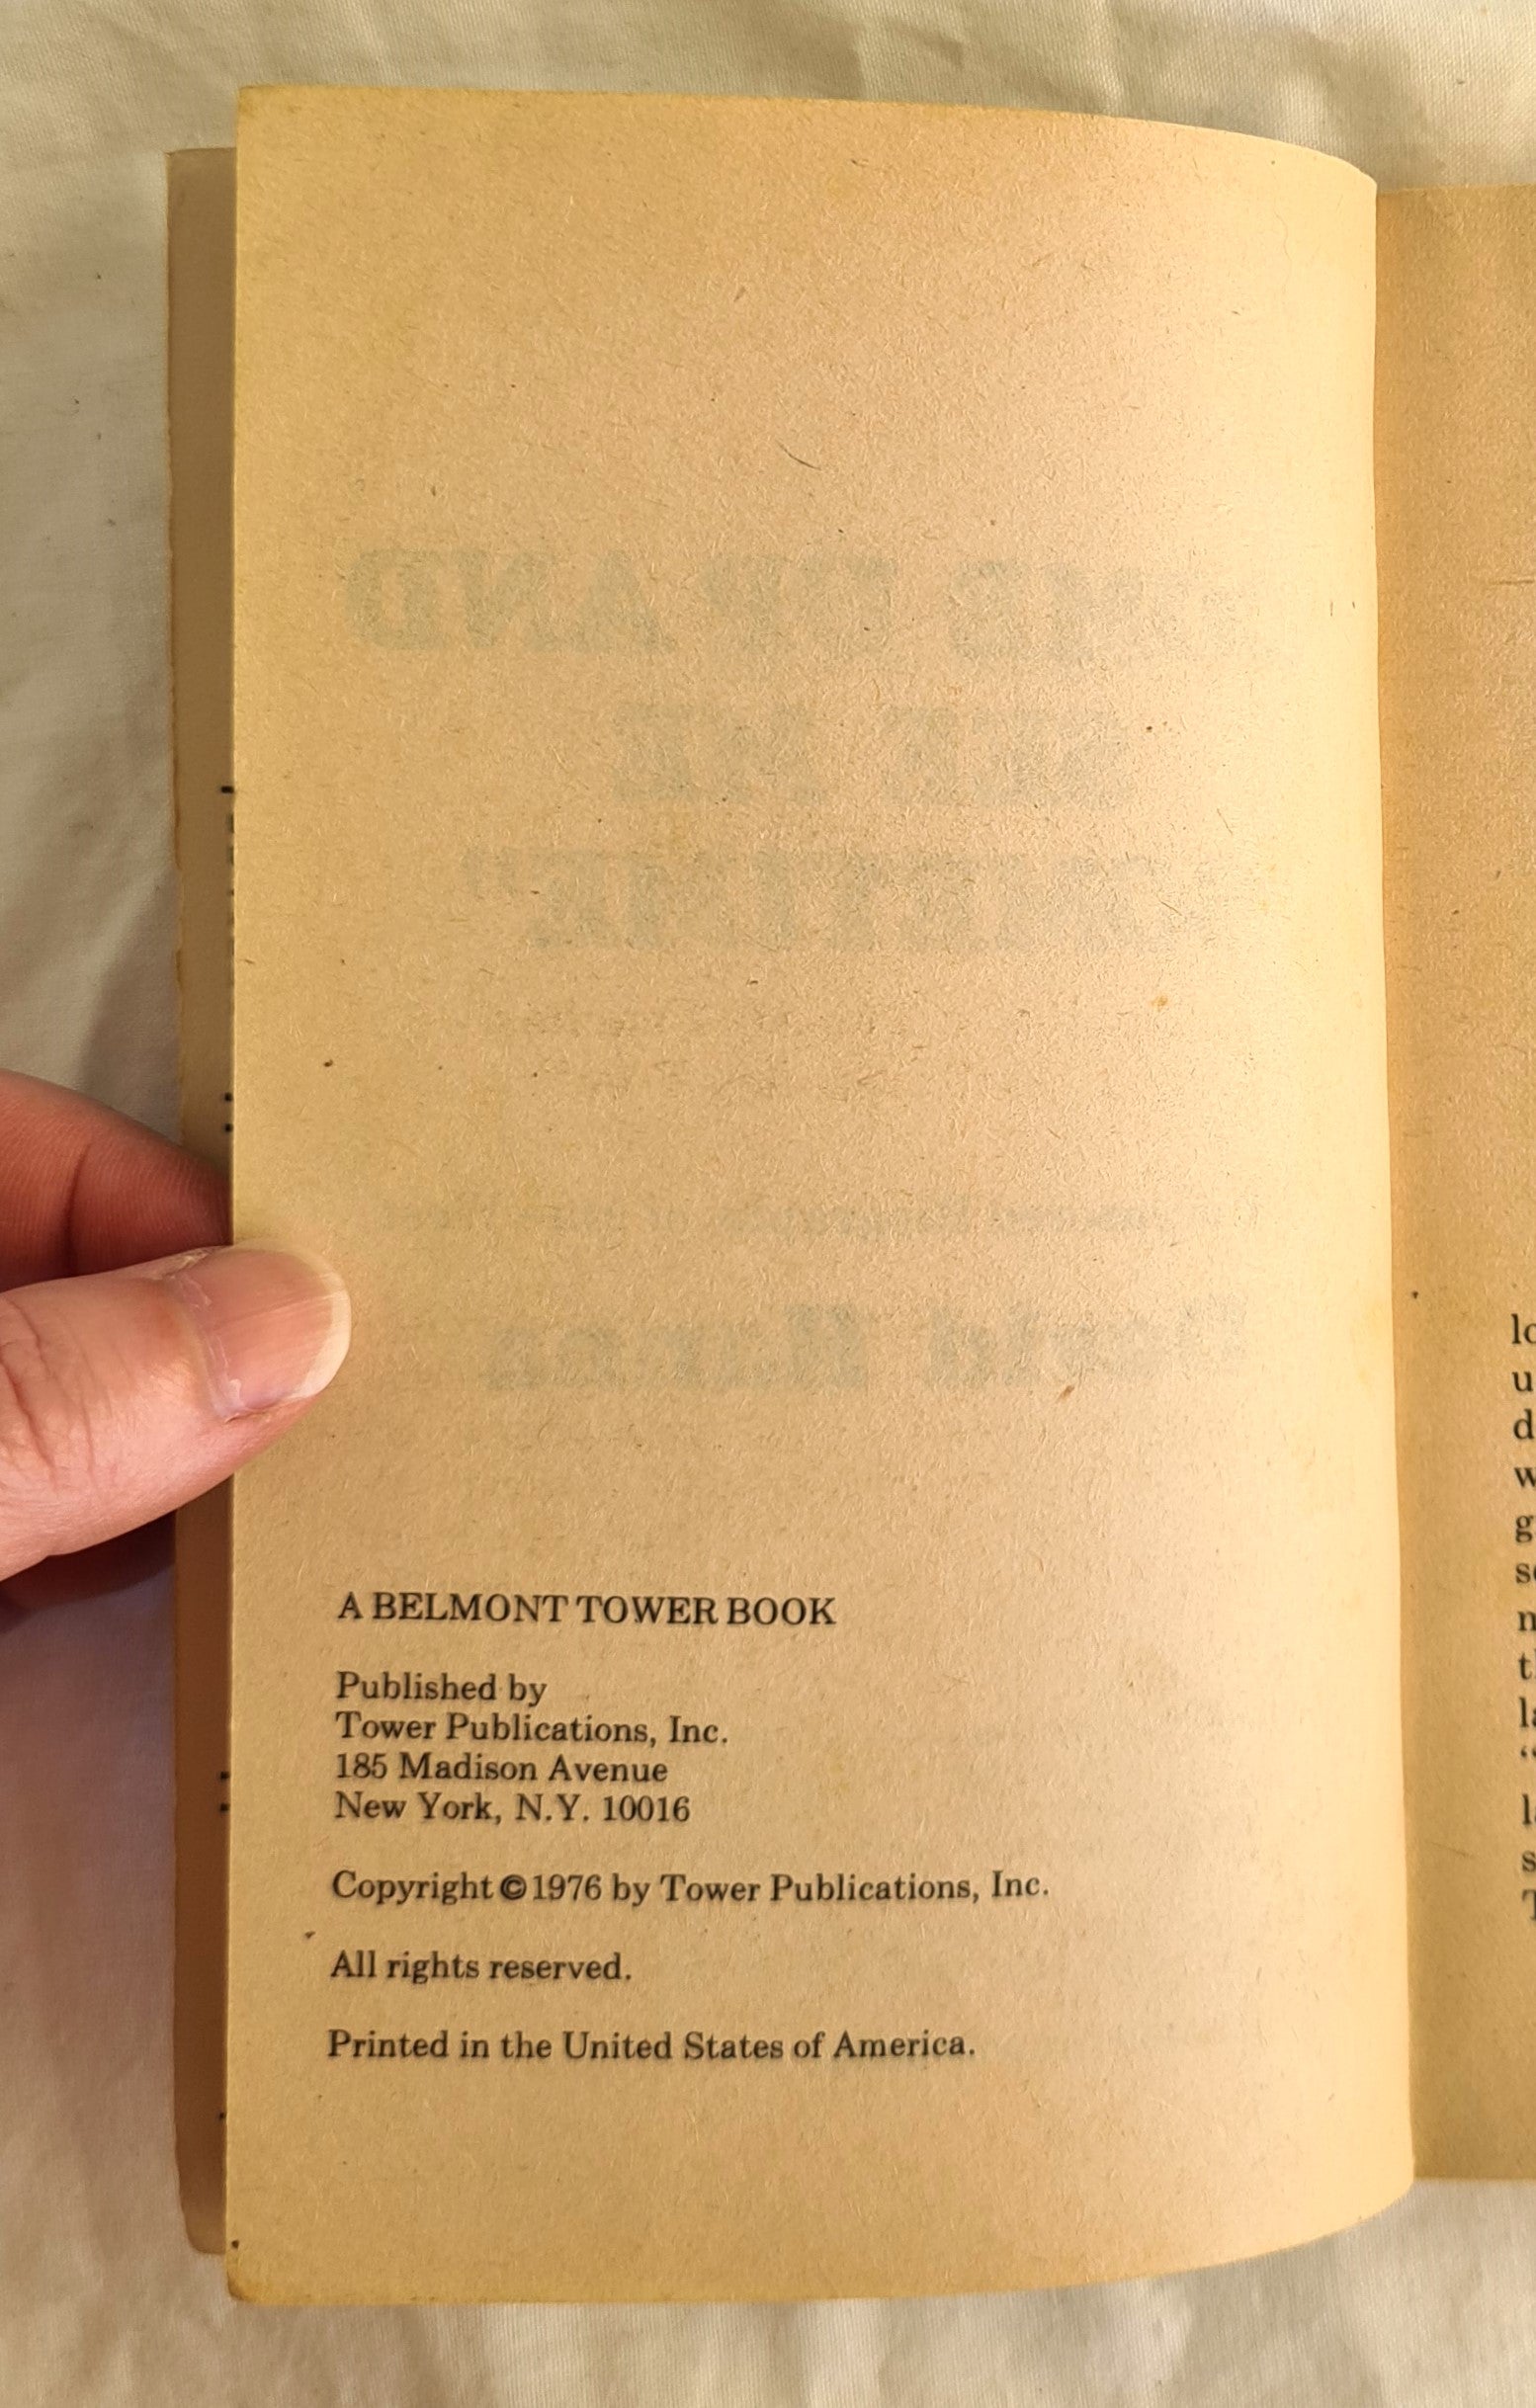 A BELMONT TOWER BOOK
Published by
Tower Publications, Inc.
185 Madison Avenue
New York, N.Y. 10016
Copyright © 1976 by Tower Publications, Inc.
All rights reserved.
Printed in the United States of America.